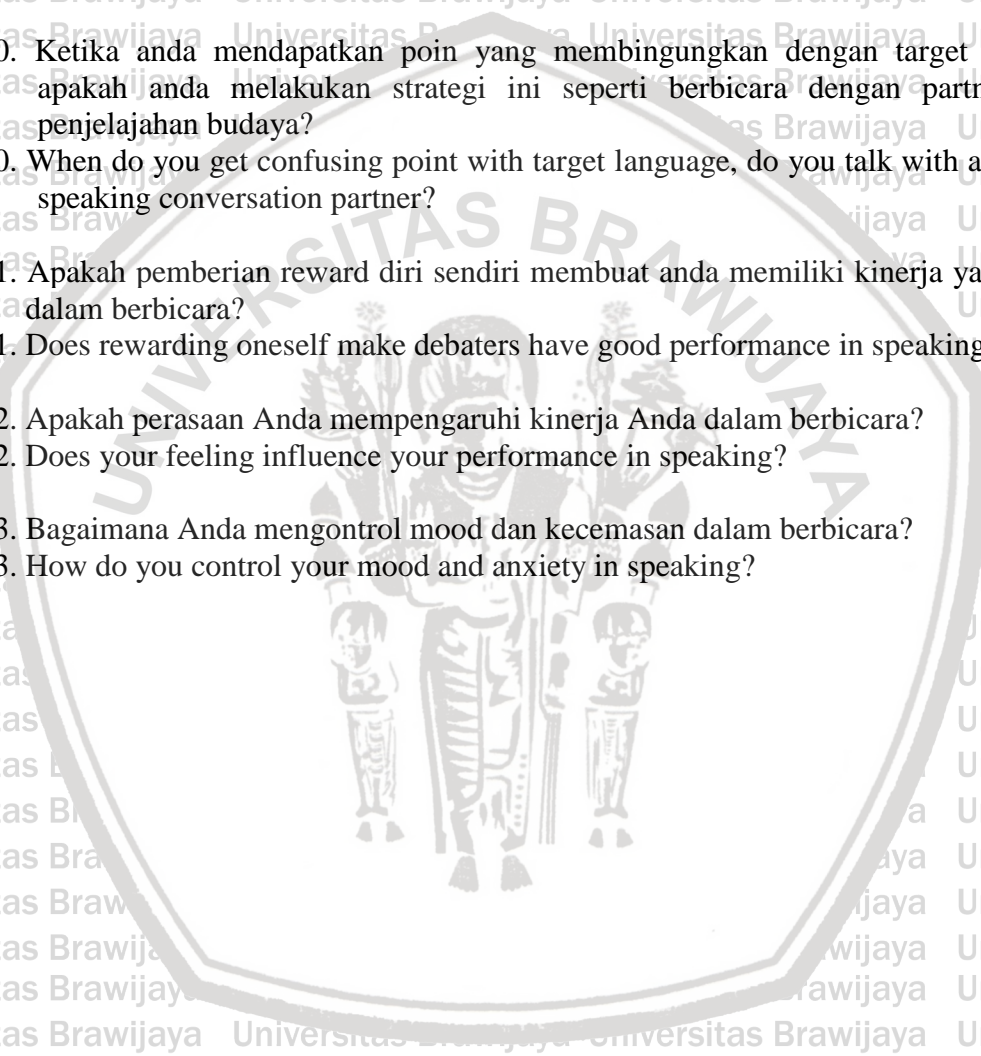 0. Ketika anda mendapatkan poin yang membingungkan dengan target
apakah anda melakukan strategi ini seperti berbicara dengan
penjelajahan budaya?
0. When do you get confusing point with target language, do you talk with a
speaking conversation partner?
1. Apakah pemberian reward diri sendiri membuat anda memiliki kinerja
dalam berbicara?
1. Does rewarding oneself make debaters have good performance in speaking
2. Apakah perasaan Anda mempengaruhi kinerja Anda dalam berbicara?
2. Does your feeling influence your performance in speaking?
3. Bagaimana Anda mengontrol mood dan kecemasan dalam berbicara?
3. How do you control your mood and anxiety in speaking?
UNIVERSITAS BRAWIJAYA